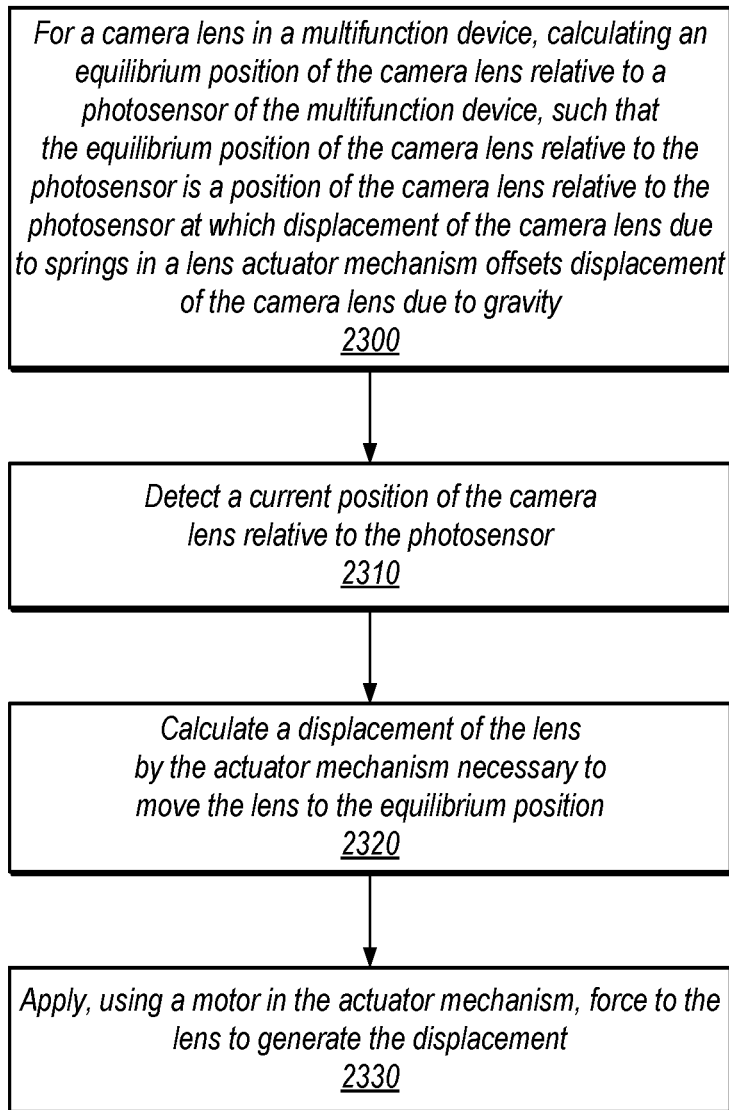 For a camera lens in a multifunction device, calculating an
equilibrium position of the camera lens relative to a
photosensor of the multifunction device, such that
the equilibrium position of the camera lens relative to the
photosensor is a position of the camera lens relative to the
photosensor at which displacement of the camera lens due
to springs in a lens actuator mechanism offsets displacement
of the camera lens due to gravity
2300
Detect a current position of the camera
lens relative to the photosensor
2310
Calculate a displacement of the lens
by the actuator mechanism necessary to
move the lens to the equilibrium position
2320
Apply, using a motor in the actuator mechanism, force to the
lens to generate the displacement
2330